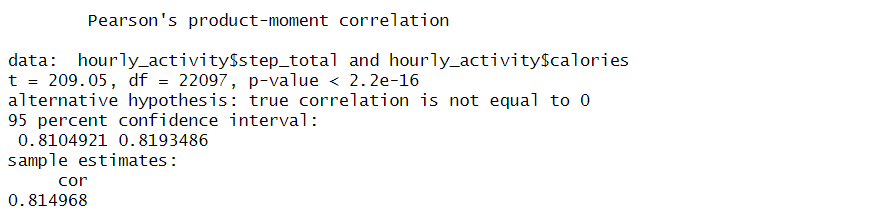 Pearson's product-moment correlation
data:  hourly_activity$step_total and hourly_activity$calories
t = 209.05, df = 22097, p-value < 2.2e-16
alternative hypothesis: true correlation is not equal to 0
95 percent confidence interval:
 0.8104921 0.8193486
sample estimates:
     cor
0.814968